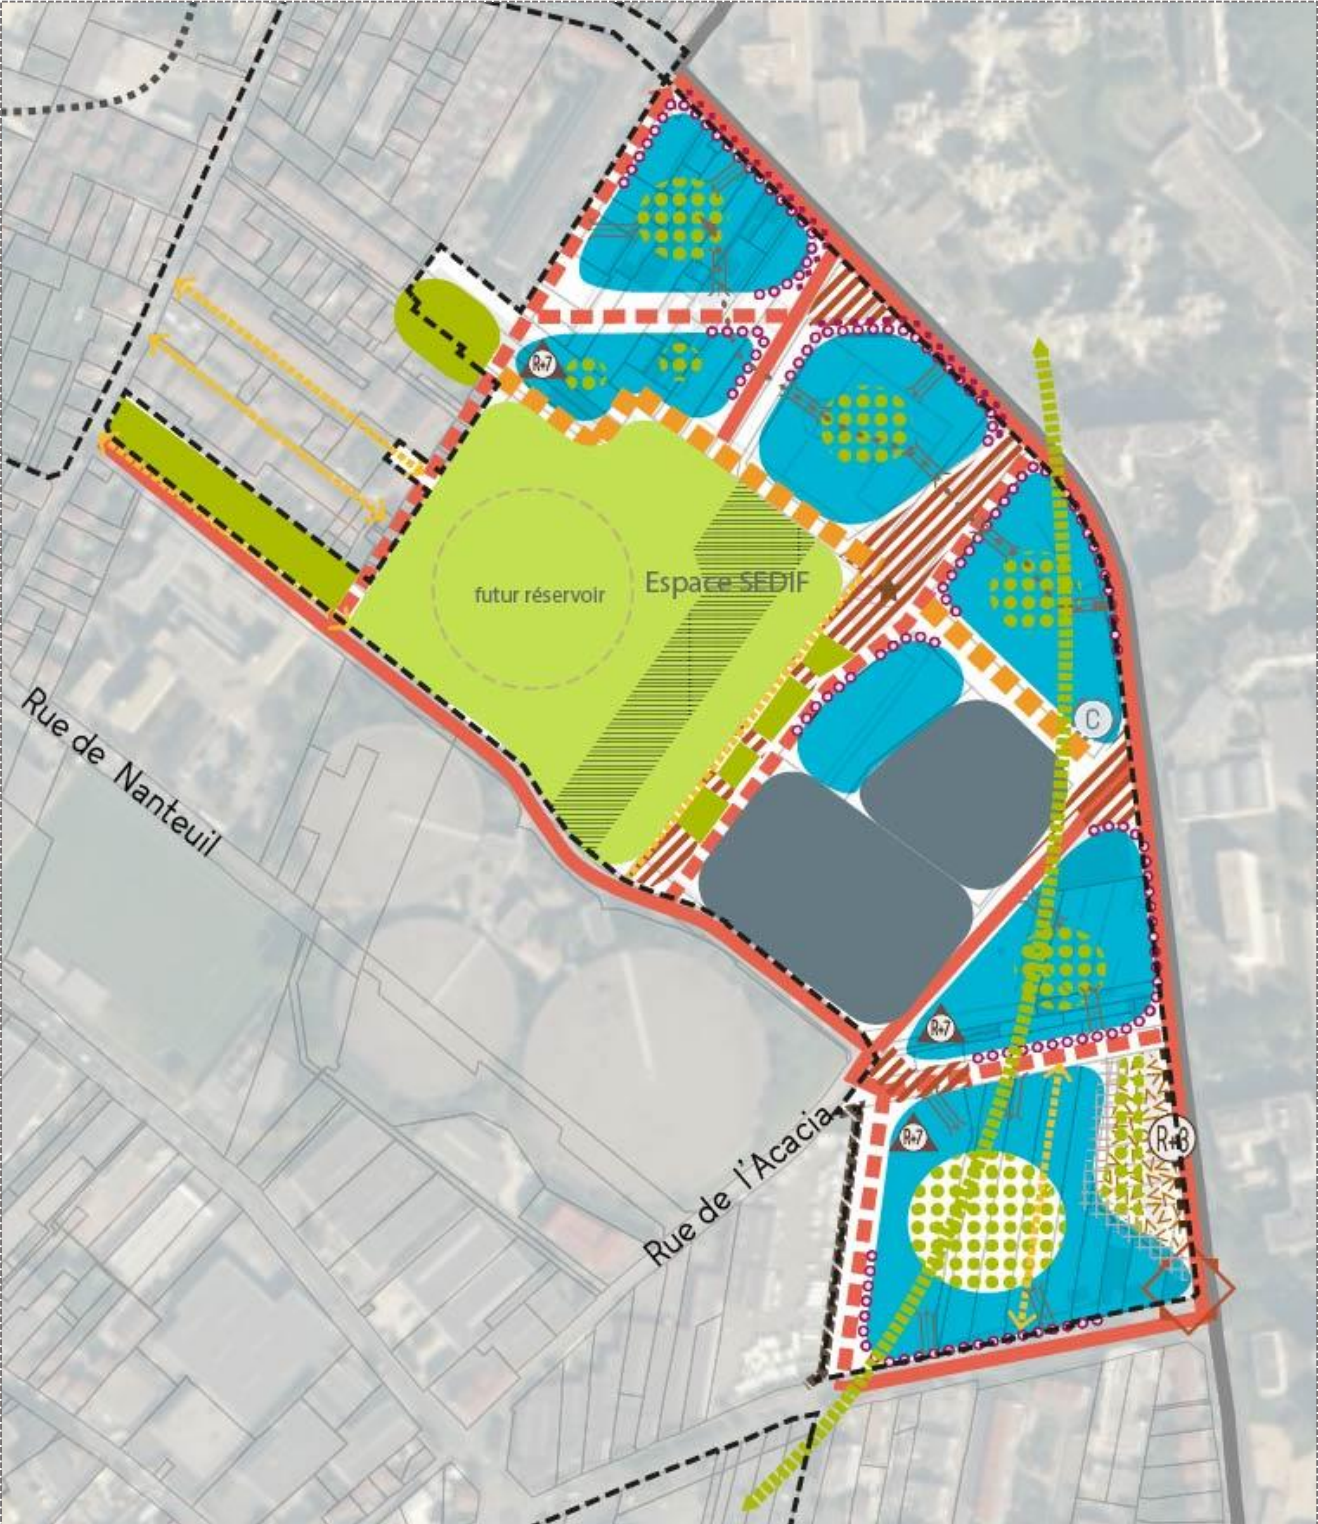 R+7
futur réservoir
Espace SEDIF
Rue de Nanteuil
C
R+7
Rue de l'Acacia
R+7
R+8